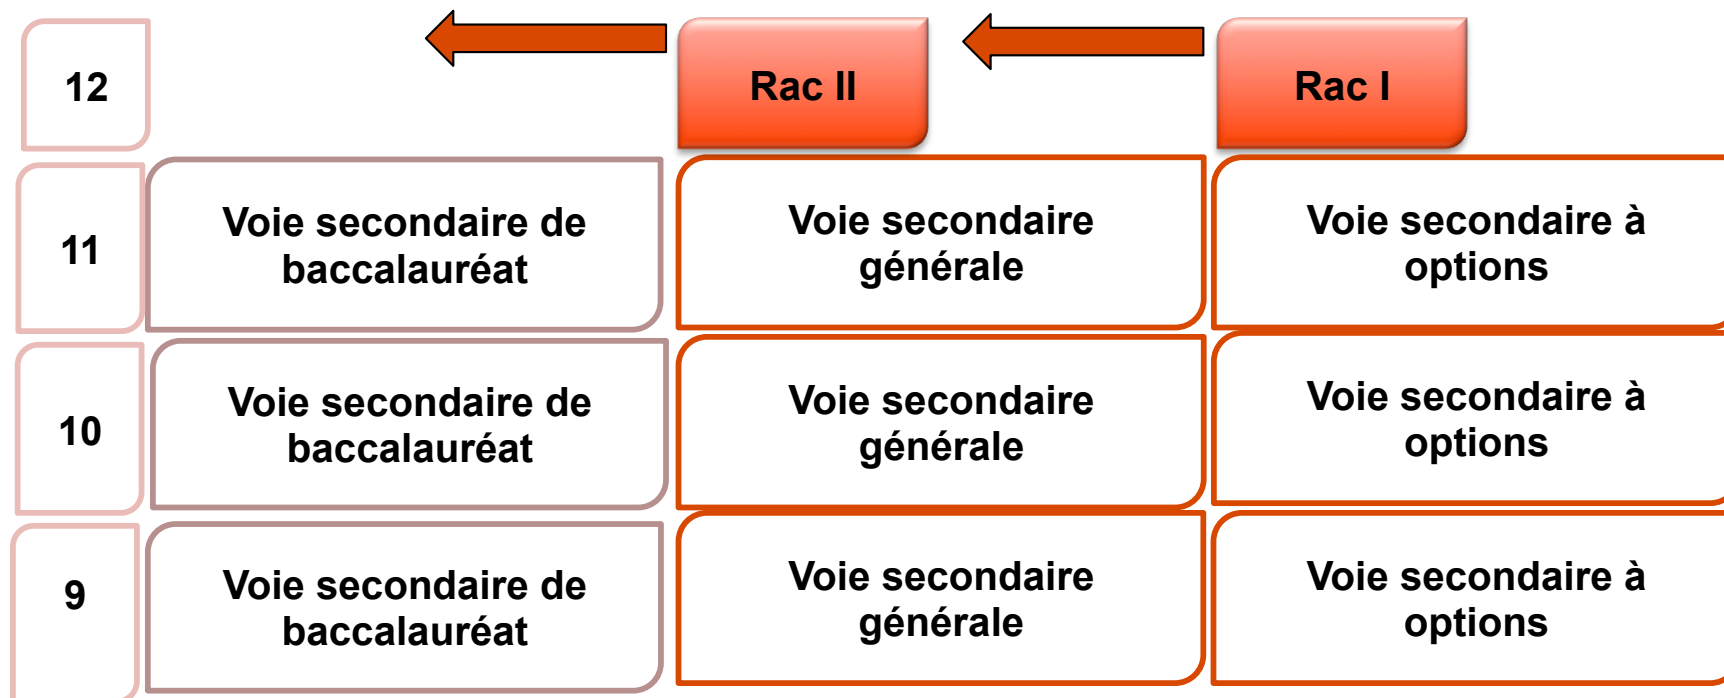 12
Rac II
Rac I
11
Voie secondaire de
baccalauréat
Voie secondaire
générale
Voie secondaire à
options
10
Voie secondaire de
baccalauréat
Voie secondaire
générale
Voie secondaire à
options
9
Voie secondaire de
baccalauréat
Voie secondaire
générale
Voie secondaire à
options